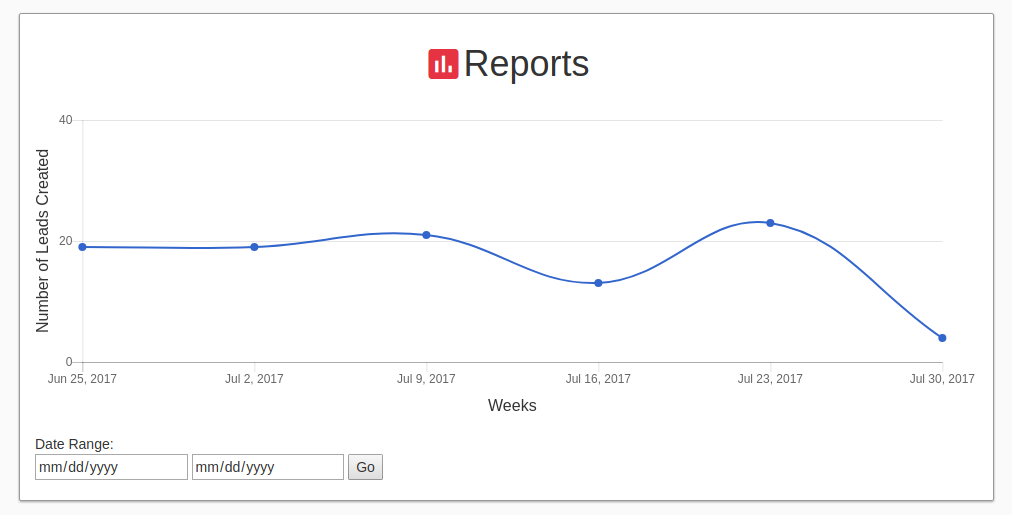 Reports
40
20
0
Number of Leads Created
Jun 25, 2017 Jul 2, 2017 Jul 9, 2017 Jul 16, 2017 Jul 23, 2017 Jul 30, 2017
Weeks
Date Range:
mm/dd/yyyy mm/dd/yyyy Go